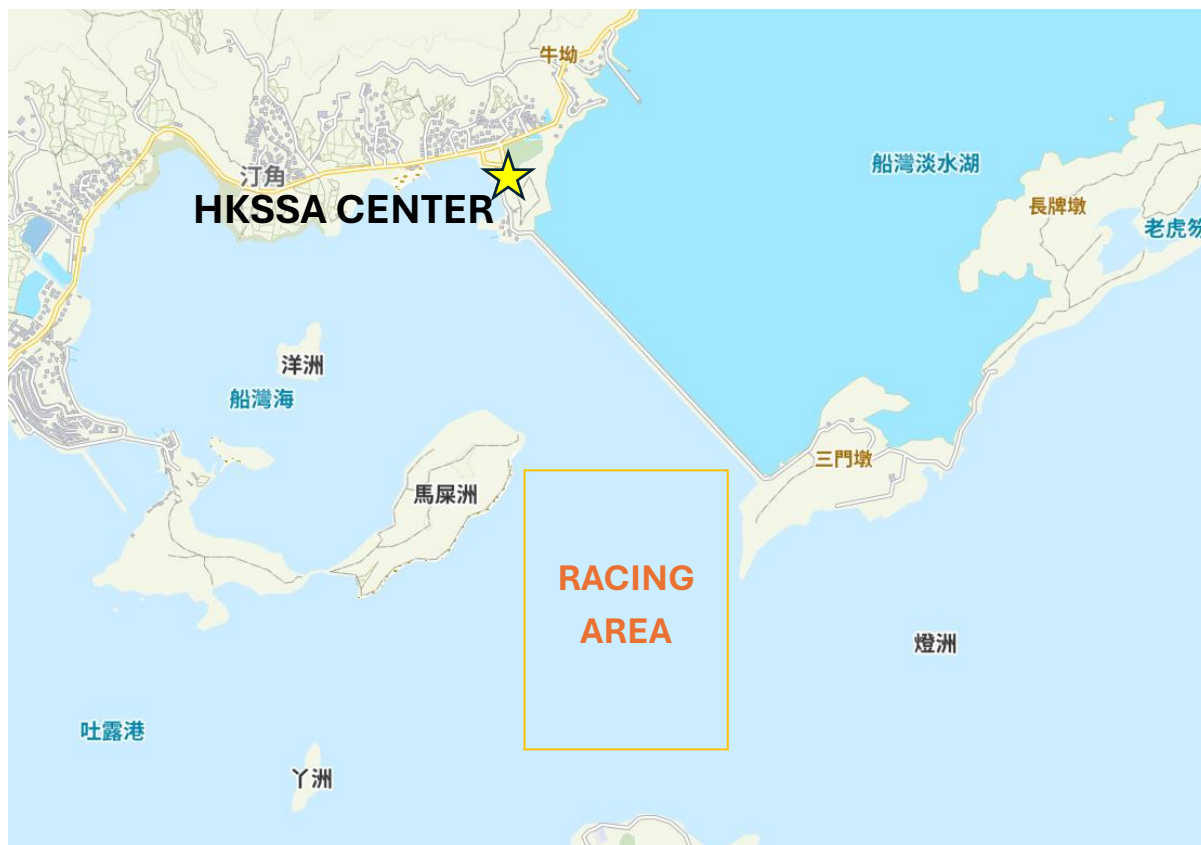 牛坳
船灣淡水湖
汀角
長牌墩
HKSSA CENTER
老虎笏
洋洲
船灣海
三門墩
馬屎洲
RACING
AREA
燈洲
吐露港
丫洲